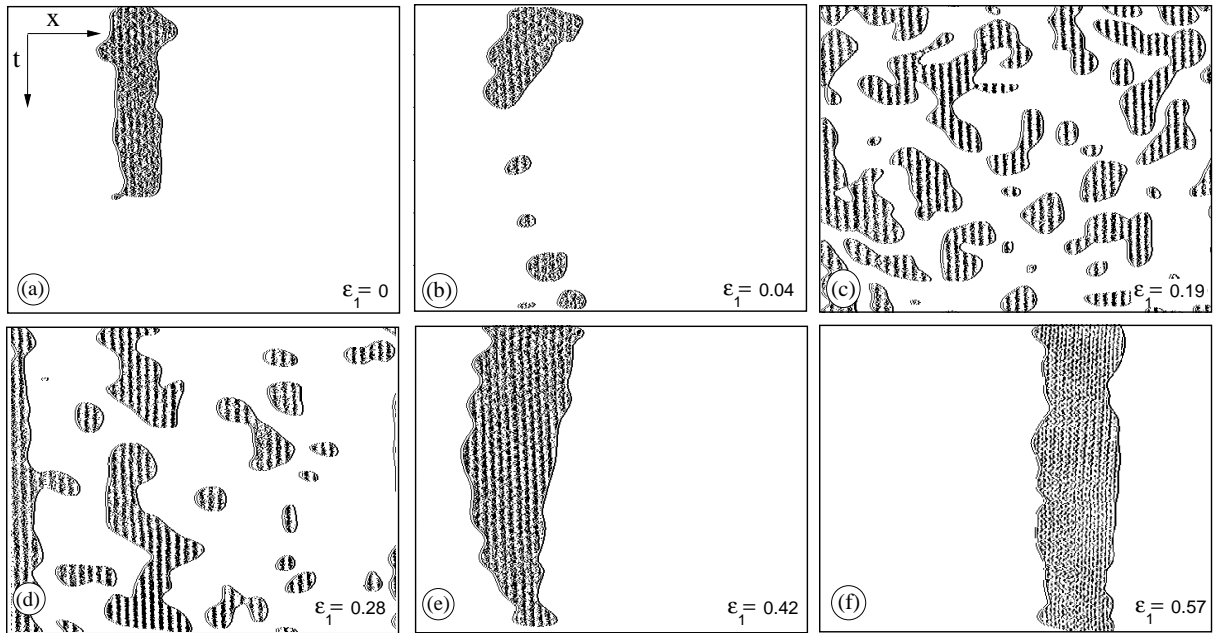 x
t
(a)
ε₁= 0
(b)
ε₁= 0.04
(c)
ε₁= 0.19
(d)
ε₁= 0.28
(e)
ε₁= 0.42
(f)
ε₁= 0.57